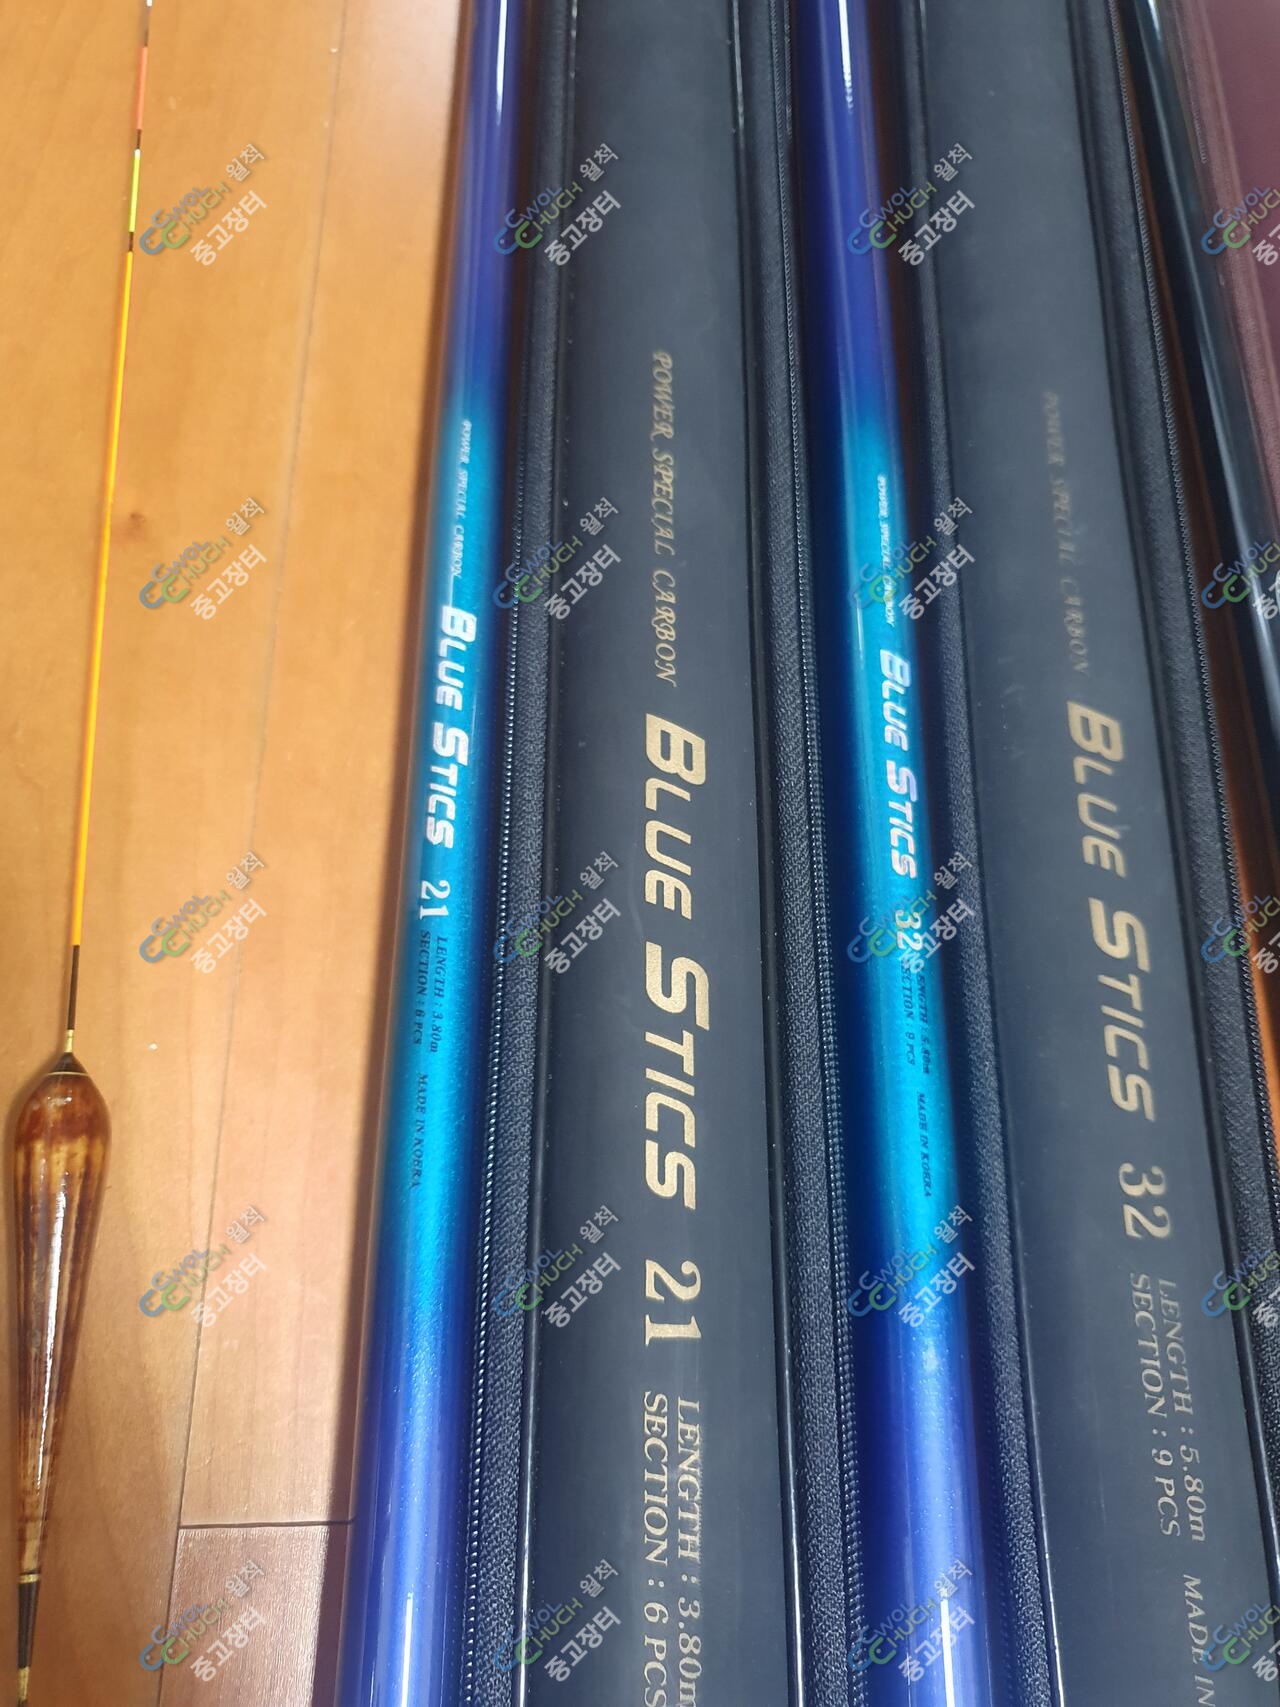 POWER SPECIAL CARBON
BLUE STICS 21
LENGTH : 3.80m
SECTION : 6 PCS
MADE IN KOREA
POWER SPECIAL CARBON
BLUE STICS 21
LENGTH : 3.80m
SECTION : 6 PCS
POWER SPECIAL CARBON
BLUE STICS 32
LENGTH : 5.80m
SECTION : 9 PCS
MADE IN KOREA
POWER SPECIAL CARBON
BLUE STICS 32
LENGTH : 5.80m
SECTION : 9 PCS
MADE IN
WOLCHUCK 월척
중고장터